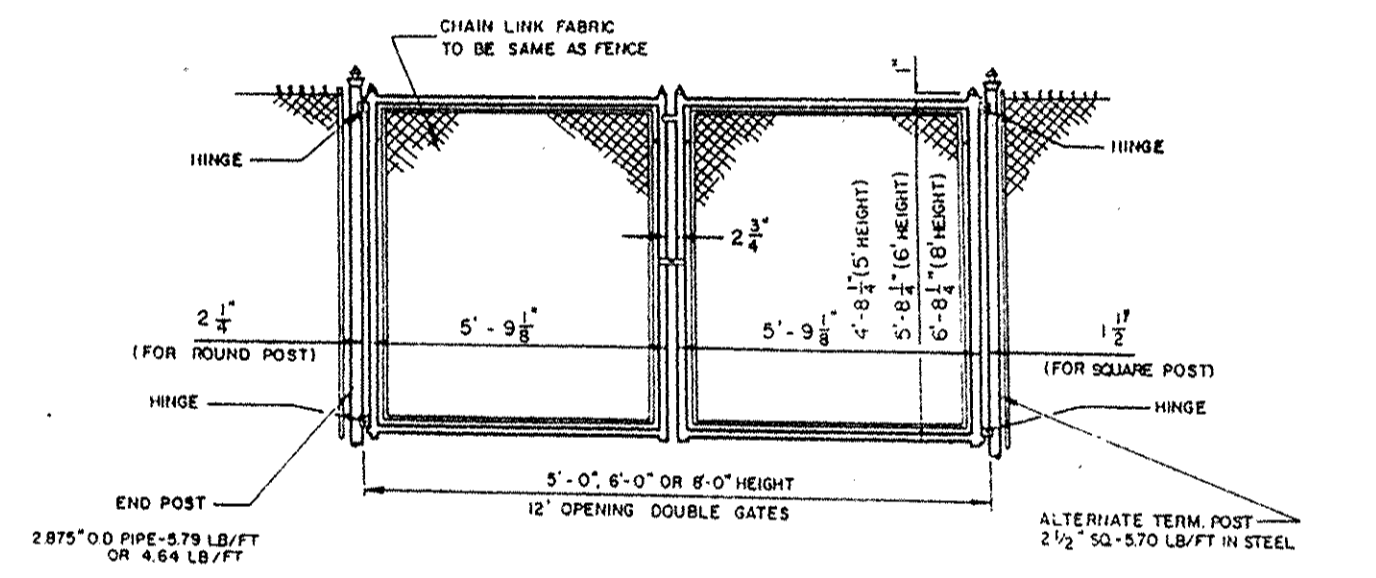 CHAIN LINK FABRIC
TO BE SAME AS FENCE
1"
HINGE
HINGE
2 3/4"
4'-8 1/4" (5' HEIGHT)
5'-8 1/4" (6' HEIGHT)
6'-8 1/4" (8' HEIGHT)
2 1/4"
(FOR ROUND POST)
5' - 9 1/8
5' - 9 1/8
1 1/2"
(FOR SQUARE POST)
HINGE
HINGE
5'-0", 6'-0" OR 8'-0" HEIGHT
12' OPENING DOUBLE GATES
END POST
2.875" O.D PIPE-5.79 LB/FT
OR 4.64 LB/FT
ALTERNATE TERM. POST
2 1/2" SQ-5.70 LB/FT IN STEEL